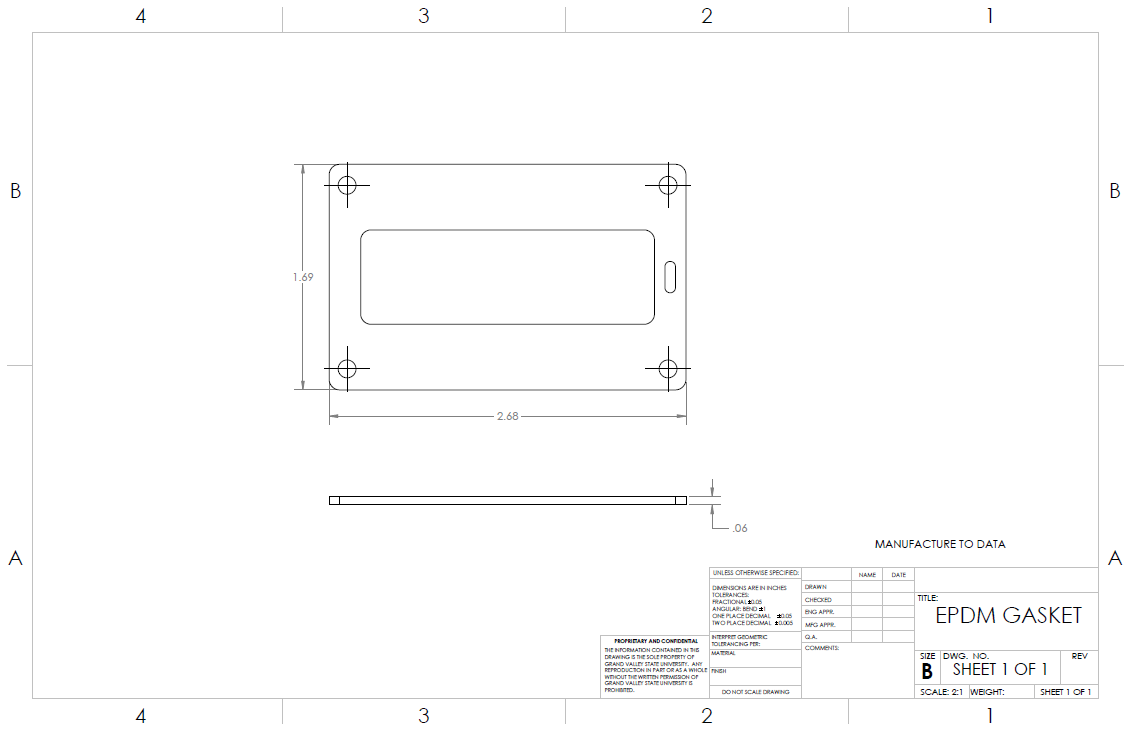 4 3 2 1
B B
1.69
2.68
.06
A A
MANUFACTURE TO DATA
UNLESS OTHERWISE SPECIFIED:
DIMENSIONS ARE IN INCHES
TOLERANCES:
FRACTIONAL ±0.05
ANGULAR: BEND ±1
ONE PLACE DECIMAL ±0.05
TWO PLACE DECIMAL ±0.005
INTERPRET GEOMETRIC
TOLERANCING PER:
MATERIAL
FINISH
DO NOT SCALE DRAWING
NAME DATE
DRAWN
CHECKED
ENG APPR.
MFG APPR.
Q.A.
COMMENTS:
PROPRIETARY AND CONFIDENTIAL
THE INFORMATION CONTAINED IN THIS
DRAWING IS THE SOLE PROPERTY OF
GRAND VALLEY STATE UNIVERSITY. ANY
REPRODUCTION IN PART OR AS A WHOLE
WITHOUT THE WRITTEN PERMISSION OF
GRAND VALLEY STATE UNIVERSITY IS
PROHIBITED.
TITLE:
EPDM GASKET
SIZE DWG. NO. REV
B SHEET 1 OF 1
SCALE: 2:1 WEIGHT: SHEET 1 OF 1
4 3 2 1